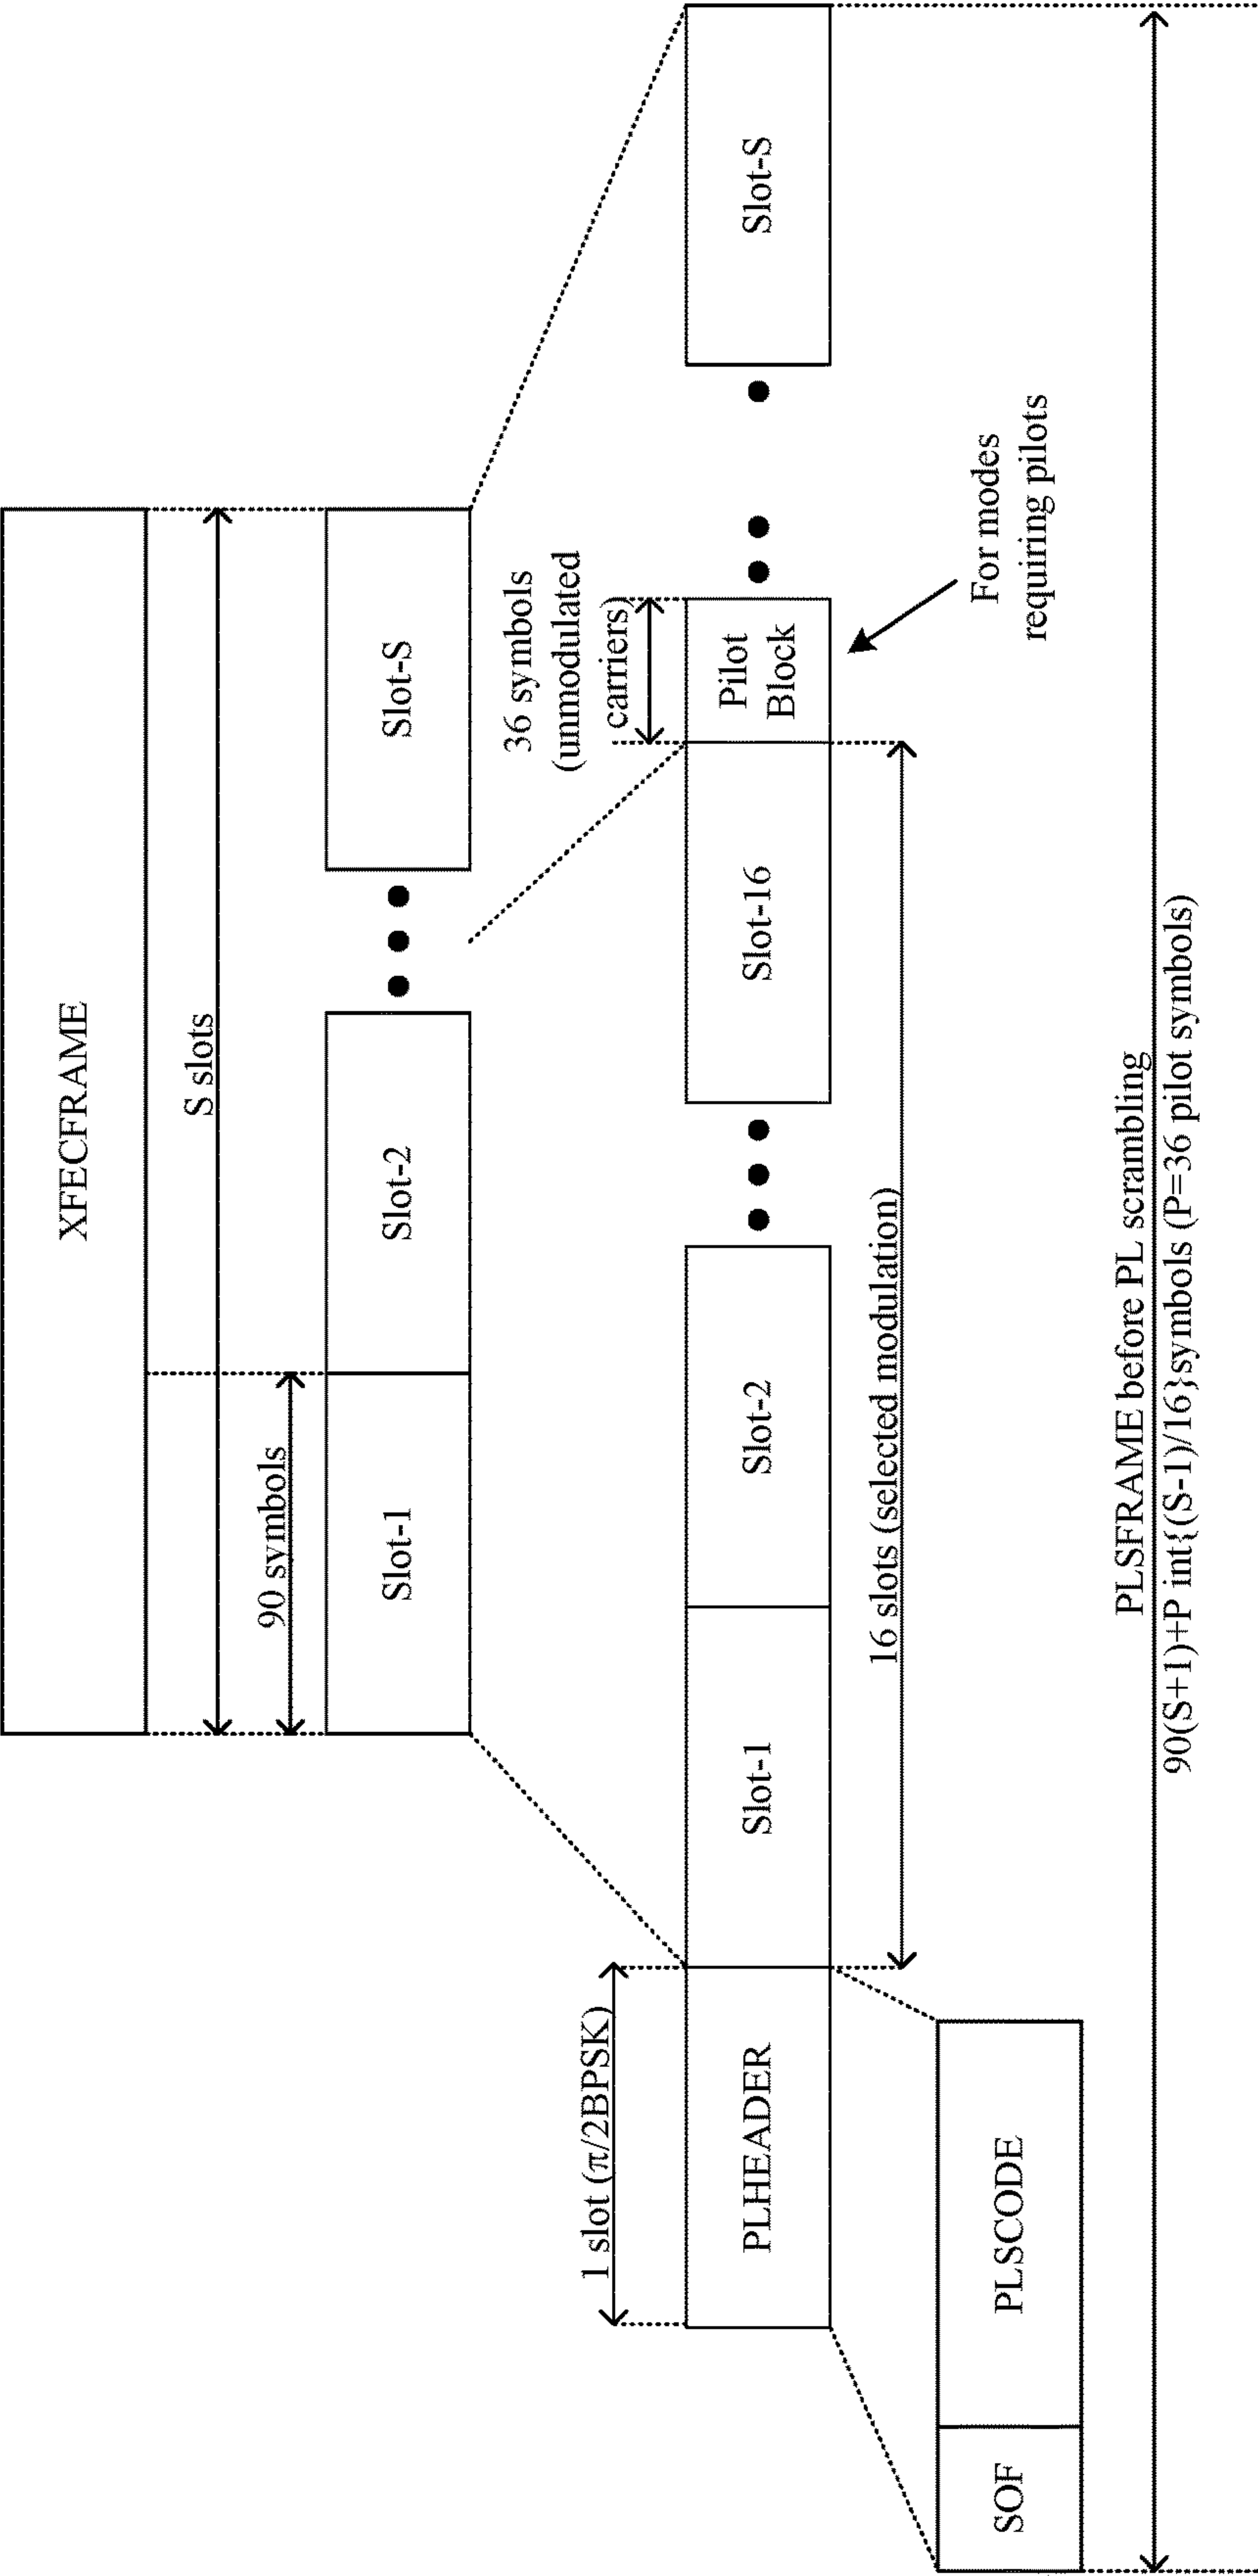 XFECFRAME
S slots
90 symbols
Slot-1
Slot-2
Slot-S
36 symbols
(unmodulated
carriers)
1 slot (π/2BPSK)
PLHEADER
Slot-1
Slot-2
Slot-16
Pilot
Block
Slot-S
16 slots (selected modulation)
For modes
requiring pilots
SOF
PLSCODE
PLSFRAME before PL scrambling
90(S+1)+P int{(S-1)/16}symbols (P=36 pilot symbols)